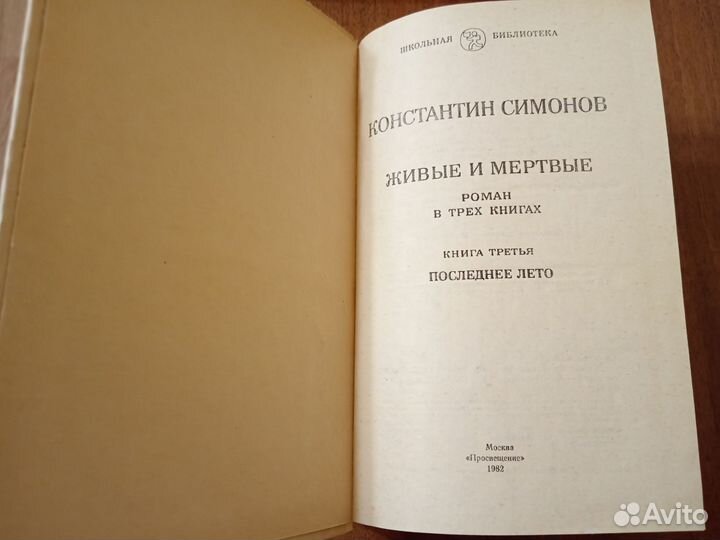 ШКОЛЬНАЯ БИБЛИОТЕКА
КОНСТАНТИН СИМОНОВ
ЖИВЫЕ И МЕРТВЫЕ
РОМАН
В ТРЕХ КНИГАХ
КНИГА ТРЕТЬЯ
ПОСЛЕДНЕЕ ЛЕТО
Москва
«Просвещение»
1982
Avito